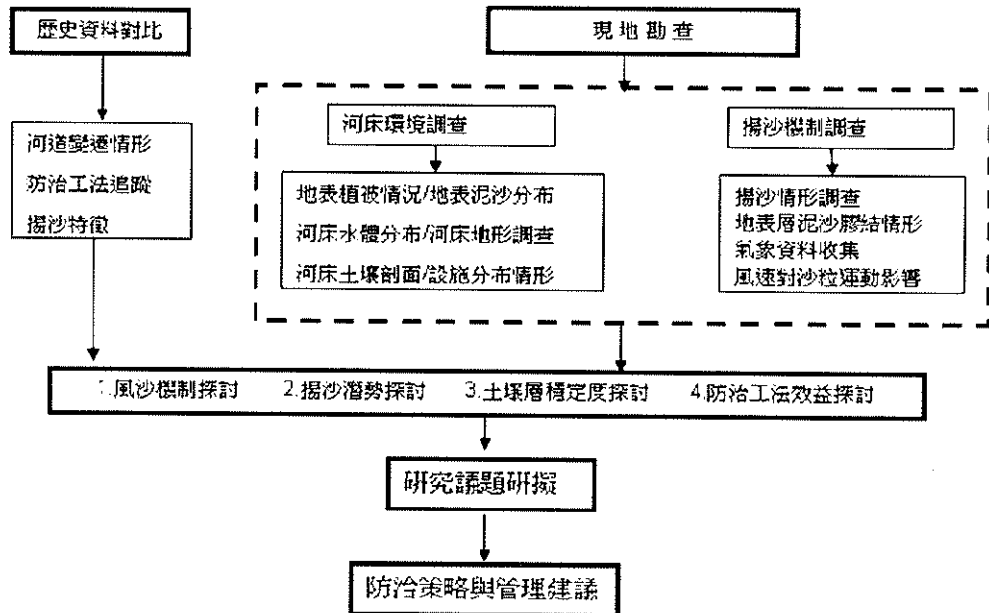 歷史資料對比
現地勘查
河道變遷情形
防治工法追蹤
揚沙特徵
河床環境調查
地表植被情況/地表泥沙分布
河床水體分布/河床地形調查
河床土壤剖面/設施分布情形
揚沙機制調查
揚沙情形調查
地表層泥沙膠結情形
氣象資料收集
風速對沙粒運動影響
1.風沙機制探討 2.揚沙潛勢探討 3.土壤層穩定度探討 4.防治工法效益探討
研究議題研擬
防治策略與管理建議